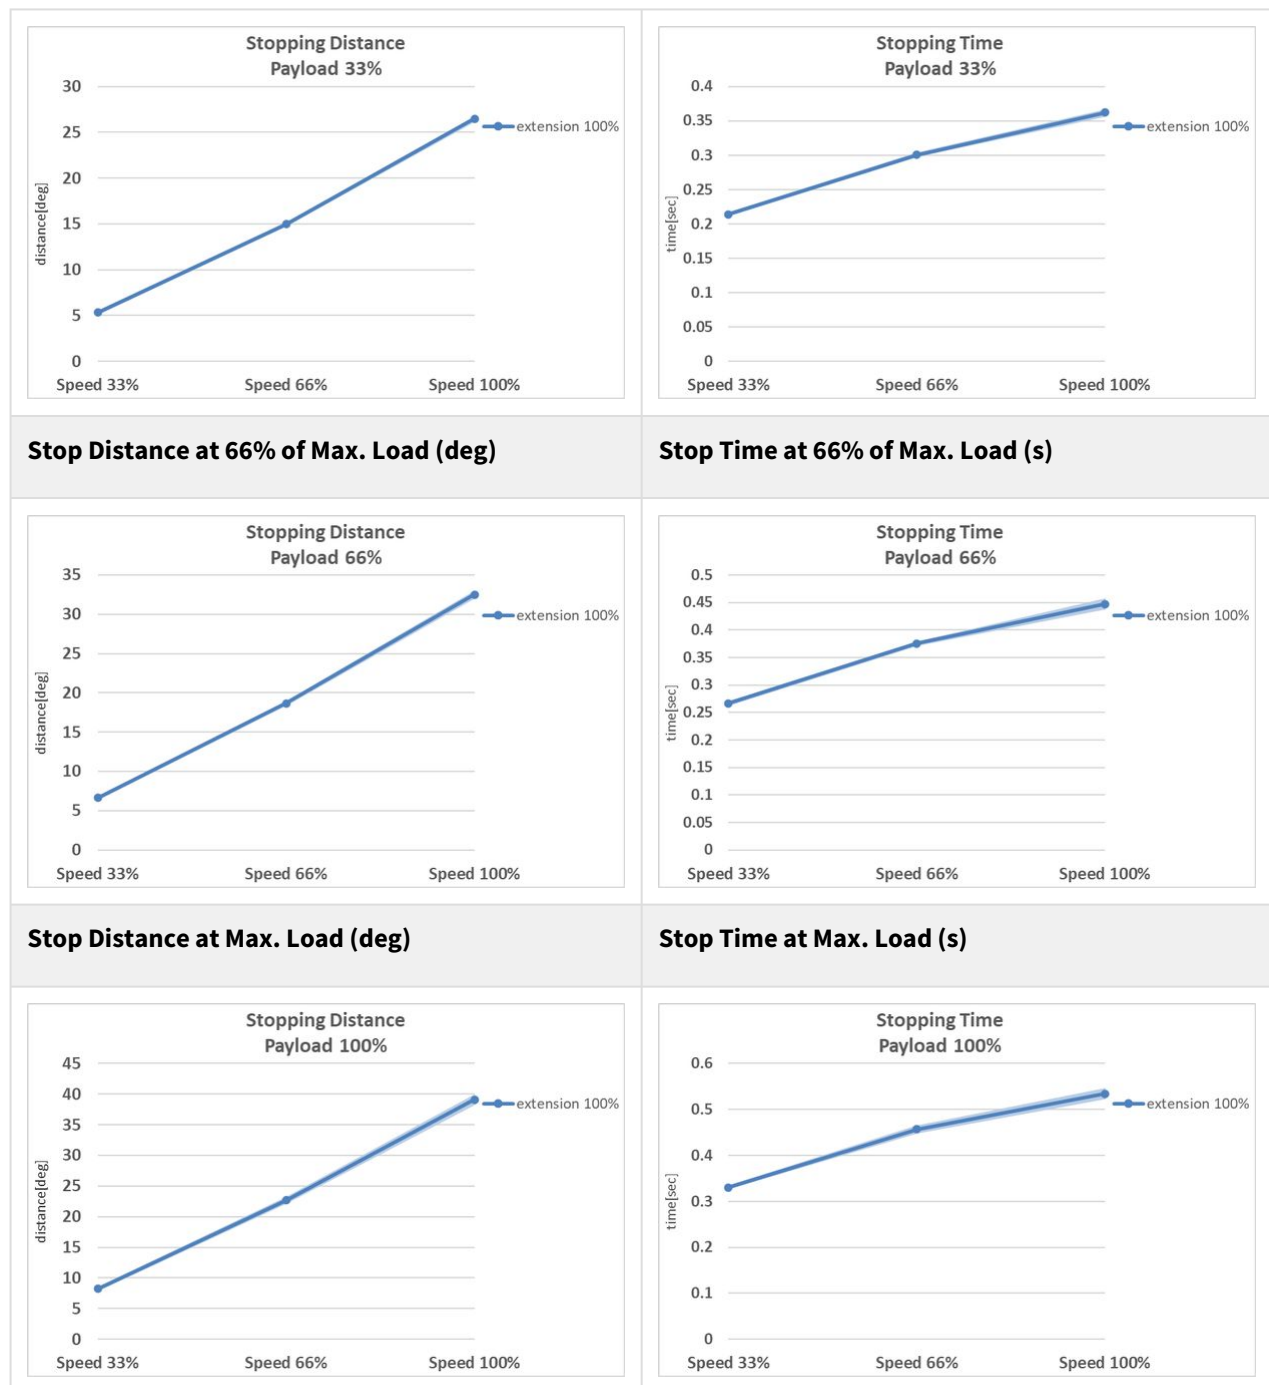 Stopping Distance
Payload 33%
30
25
20
15
10
5
0
distance[deg]
Speed 33%
Speed 66%
Speed 100%
extension 100%
Stopping Time
Payload 33%
0.4
0.35
0.3
0.25
0.2
0.15
0.1
0.05
0
time[sec]
Speed 33%
Speed 66%
Speed 100%
extension 100%
Stop Distance at 66% of Max. Load (deg)
Stop Time at 66% of Max. Load (s)
Stopping Distance
Payload 66%
35
30
25
20
15
10
5
0
distance[deg]
Speed 33%
Speed 66%
Speed 100%
extension 100%
Stopping Time
Payload 66%
0.5
0.45
0.4
0.35
0.3
0.25
0.2
0.15
0.1
0.05
0
time[sec]
Speed 33%
Speed 66%
Speed 100%
extension 100%
Stop Distance at Max. Load (deg)
Stop Time at Max. Load (s)
Stopping Distance
Payload 100%
45
40
35
30
25
20
15
10
5
0
distance[deg]
Speed 33%
Speed 66%
Speed 100%
extension 100%
Stopping Time
Payload 100%
0.6
0.5
0.4
0.3
0.2
0.1
0
time[sec]
Speed 33%
Speed 66%
Speed 100%
extension 100%